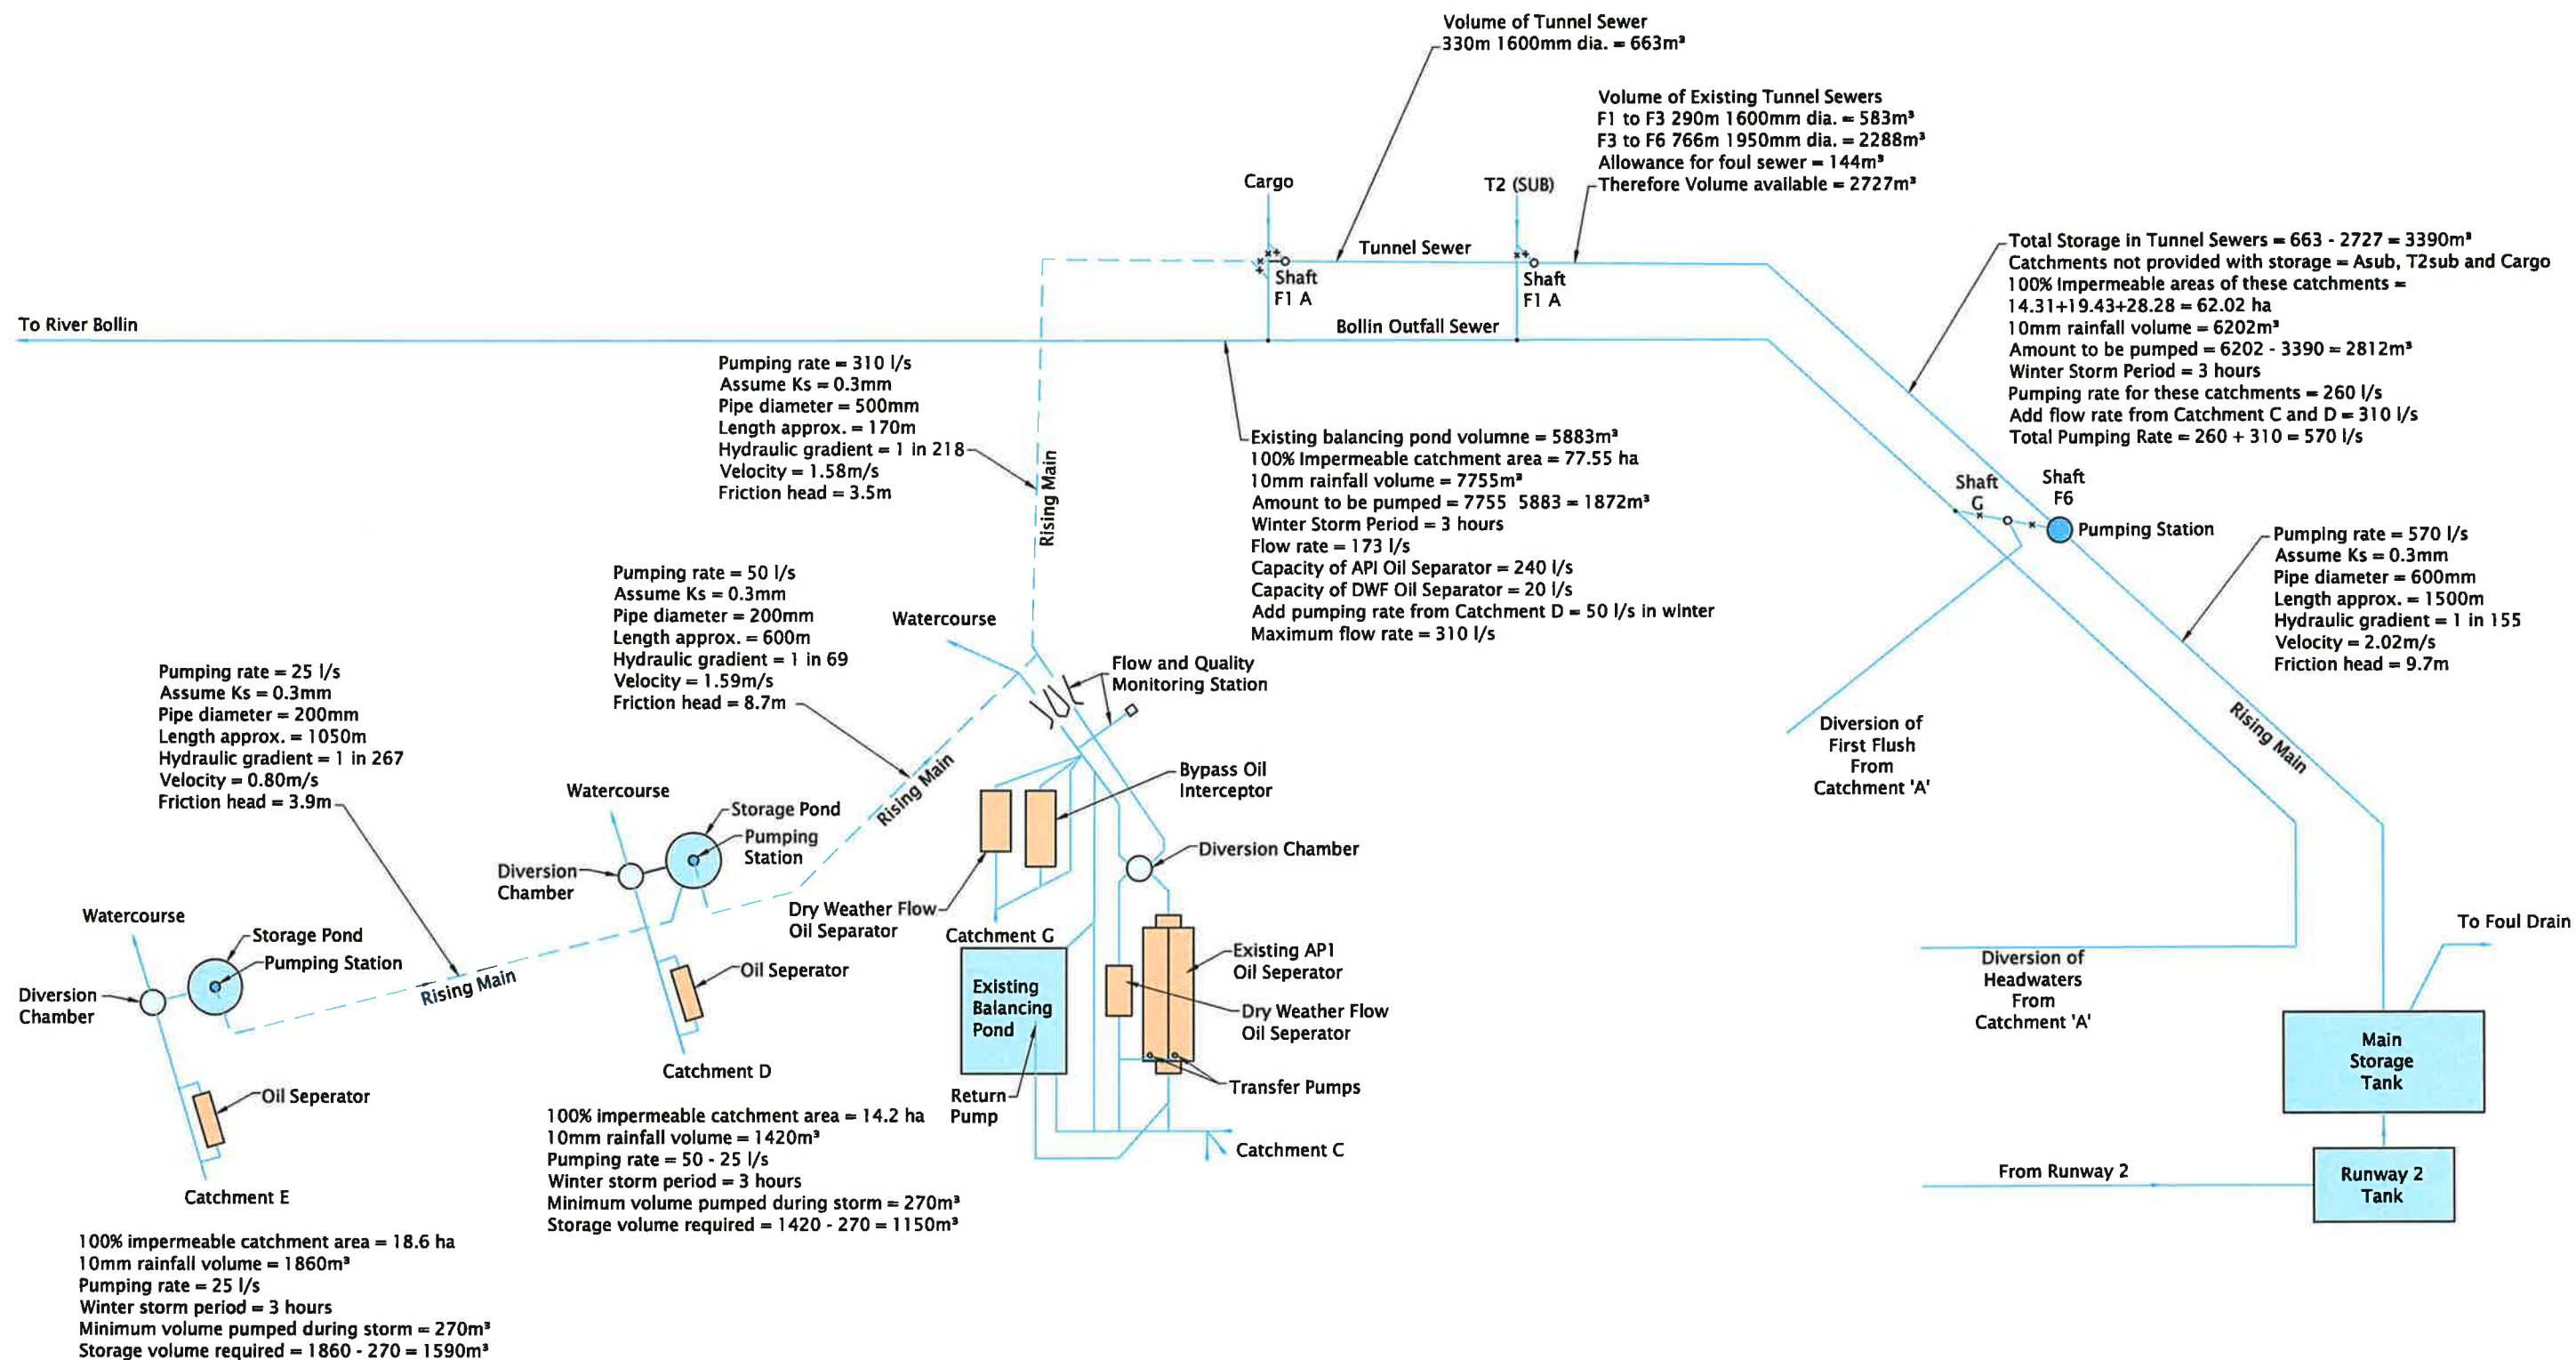 Volume of Tunnel Sewer
330m 1600mm dia. = 663m³
Volume of Existing Tunnel Sewers
F1 to F3 290m 1600mm dia. = 583m³
F3 to F6 766m 1950mm dia. = 2288m³
Allowance for foul sewer = 144m³
Therefore Volume available = 2727m³
Cargo
T2 (SUB)
Tunnel Sewer
Shaft
F1 A
Shaft
F1 A
Total Storage in Tunnel Sewers = 663 - 2727 = 3390m³
Catchments not provided with storage = Asub, T2sub and Cargo
100% Impermeable areas of these catchments =
14.31+19.43+28.28 = 62.02 ha
10mm rainfall volume = 6202m³
Amount to be pumped = 6202 - 3390 = 2812m³
Winter Storm Period = 3 hours
Pumping rate for these catchments = 260 l/s
Add flow rate from Catchment C and D = 310 l/s
Total Pumping Rate = 260 + 310 = 570 l/s
To River Bollin
Bollin Outfall Sewer
Pumping rate = 310 l/s
Assume Ks = 0.3mm
Pipe diameter = 500mm
Length approx. = 170m
Hydraulic gradient = 1 in 218
Velocity = 1.58m/s
Friction head = 3.5m
Rising Main
Existing balancing pond volumne = 5883m³
100% Impermeable catchment area = 77.55 ha
10mm rainfall volume = 7755m³
Amount to be pumped = 7755 5883 = 1872m³
Winter Storm Period = 3 hours
Flow rate = 173 l/s
Capacity of API Oil Separator = 240 l/s
Capacity of DWF Oil Separator = 20 l/s
Add pumping rate from Catchment D = 50 l/s in winter
Maximum flow rate = 310 l/s
Shaft
G
Shaft
F6
Pumping Station
Pumping rate = 570 l/s
Assume Ks = 0.3mm
Pipe diameter = 600mm
Length approx. = 1500m
Hydraulic gradient = 1 in 155
Velocity = 2.02m/s
Friction head = 9.7m
Rising Main
Pumping rate = 50 l/s
Assume Ks = 0.3mm
Pipe diameter = 200mm
Length approx. = 600m
Hydraulic gradient = 1 in 69
Velocity = 1.59m/s
Friction head = 8.7m
Watercourse
Flow and Quality
Monitoring Station
Pumping rate = 25 l/s
Assume Ks = 0.3mm
Pipe diameter = 200mm
Length approx. = 1050m
Hydraulic gradient = 1 in 267
Velocity = 0.80m/s
Friction head = 3.9m
Diversion of
First Flush
From
Catchment 'A'
Bypass Oil
Interceptor
Rising Main
Watercourse
Storage Pond
Pumping
Station
Diversion
Chamber
Diversion Chamber
Dry Weather Flow
Oil Separator
Catchment G
Watercourse
Storage Pond
Pumping Station
Diversion
Chamber
Rising Main
Oil Seperator
Existing
Balancing
Pond
Existing API
Oil Seperator
Dry Weather Flow
Oil Seperator
Transfer Pumps
Return
Pump
Catchment C
To Foul Drain
Diversion of
Headwaters
From
Catchment 'A'
Main
Storage
Tank
From Runway 2
Runway 2
Tank
Catchment D
100% impermeable catchment area = 14.2 ha
10mm rainfall volume = 1420m³
Pumping rate = 50 - 25 l/s
Winter storm period = 3 hours
Minimum volume pumped during storm = 270m³
Storage volume required = 1420 - 270 = 1150m³
Oil Seperator
Catchment E
100% impermeable catchment area = 18.6 ha
10mm rainfall volume = 1860m³
Pumping rate = 25 l/s
Winter storm period = 3 hours
Minimum volume pumped during storm = 270m³
Storage volume required = 1860 - 270 = 1590m³